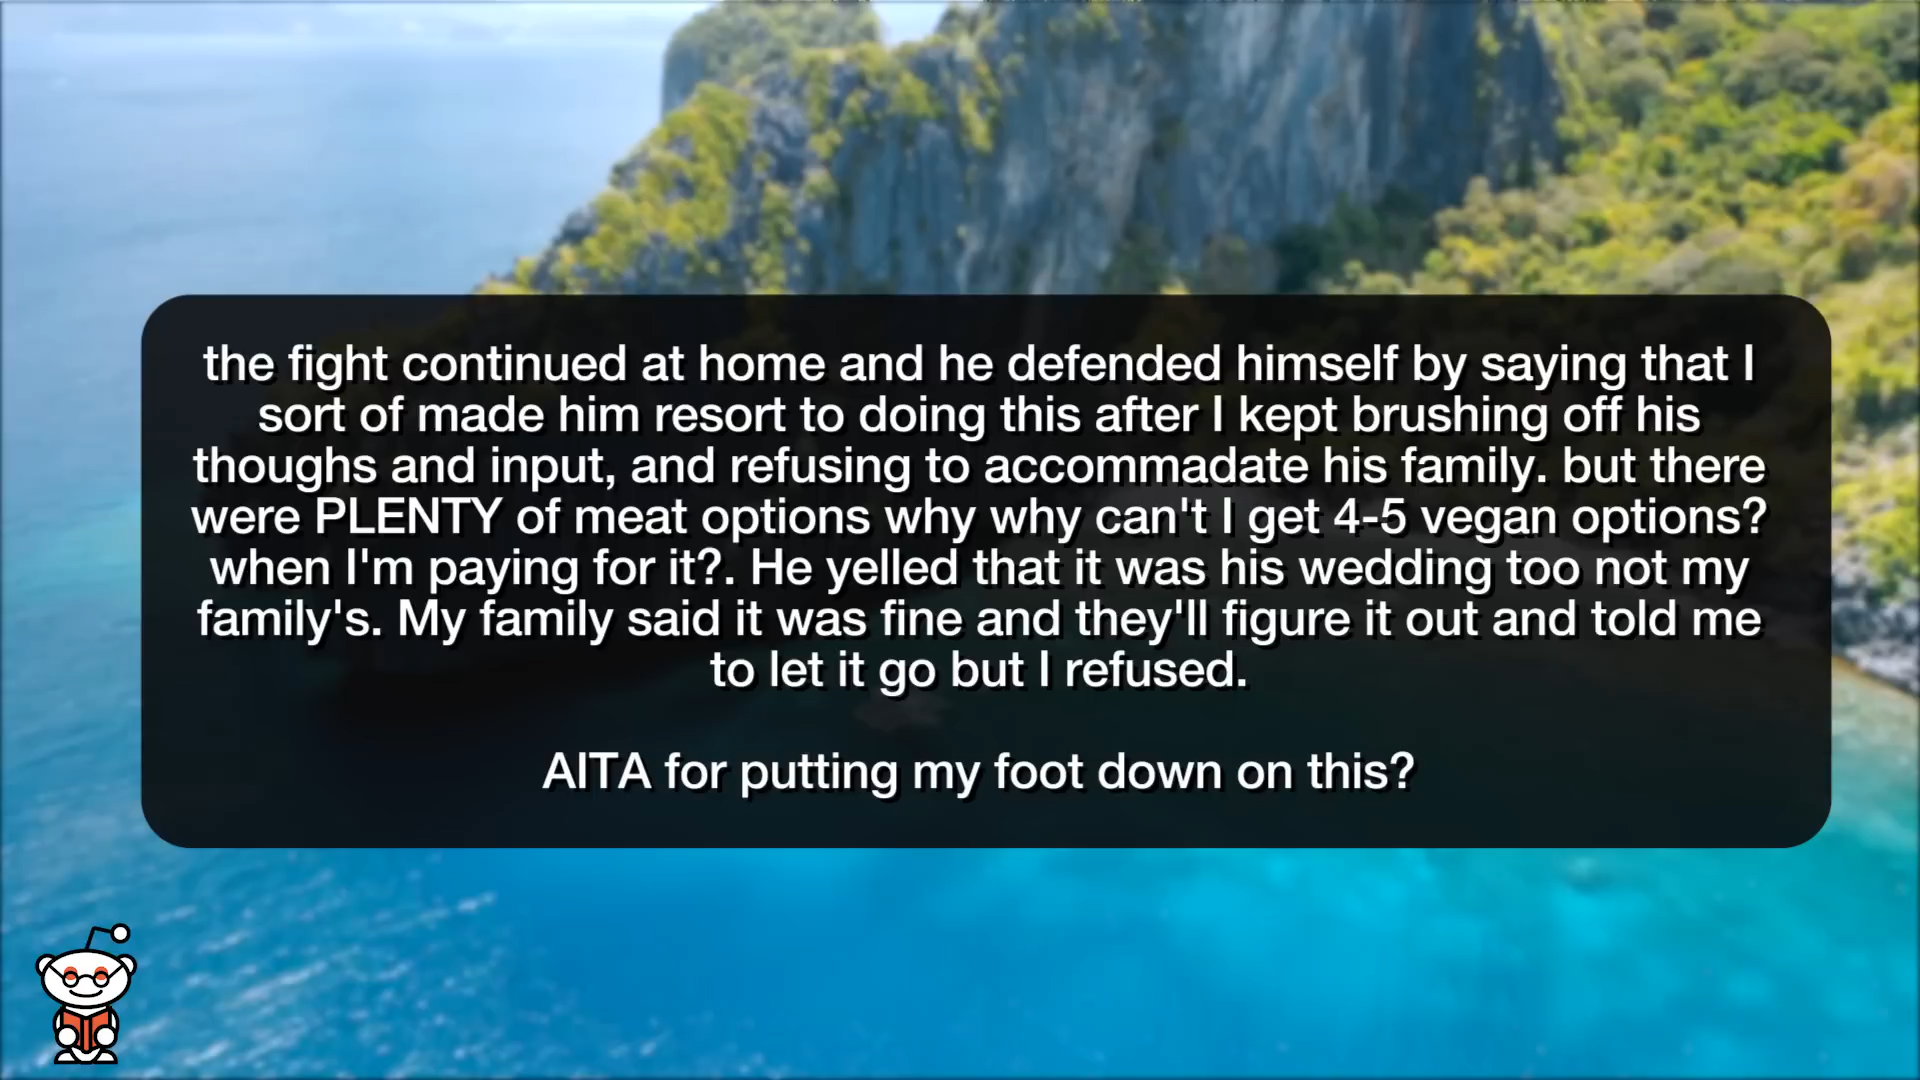 the fight continued at home and he defended himself by saying that I
sort of made him resort to doing this after I kept brushing off his
thoughs and input, and refusing to accommadate his family. but there
were PLENTY of meat options why why can't I get 4-5 vegan options?
when I'm paying for it?. He yelled that it was his wedding too not my
family's. My family said it was fine and they'll figure it out and told me
to let it go but I refused.
AITA for putting my foot down on this?